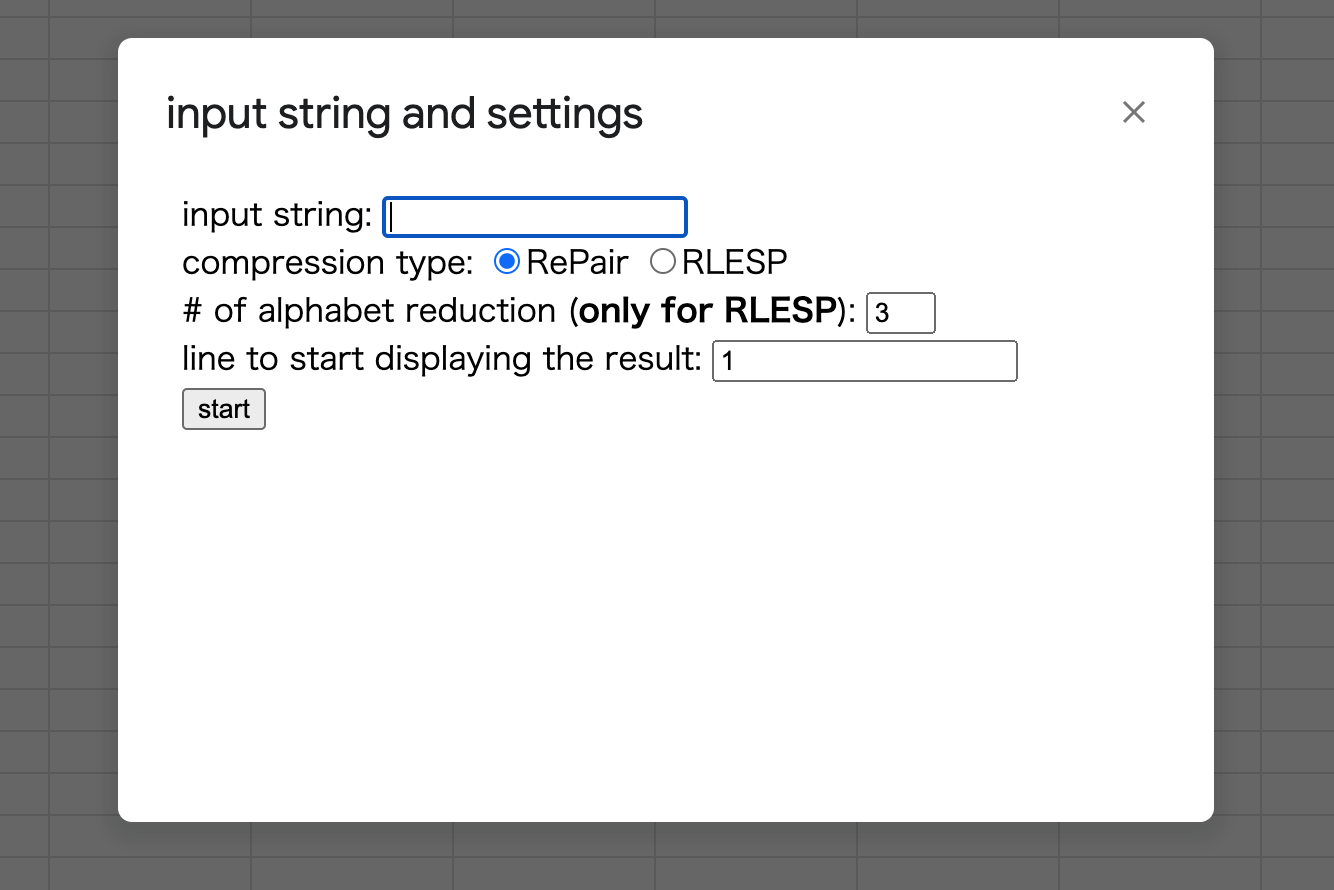 input string and settings
input string:
compression type: RePair RLESP
# of alphabet reduction (only for RLESP): 3
line to start displaying the result: 1
start